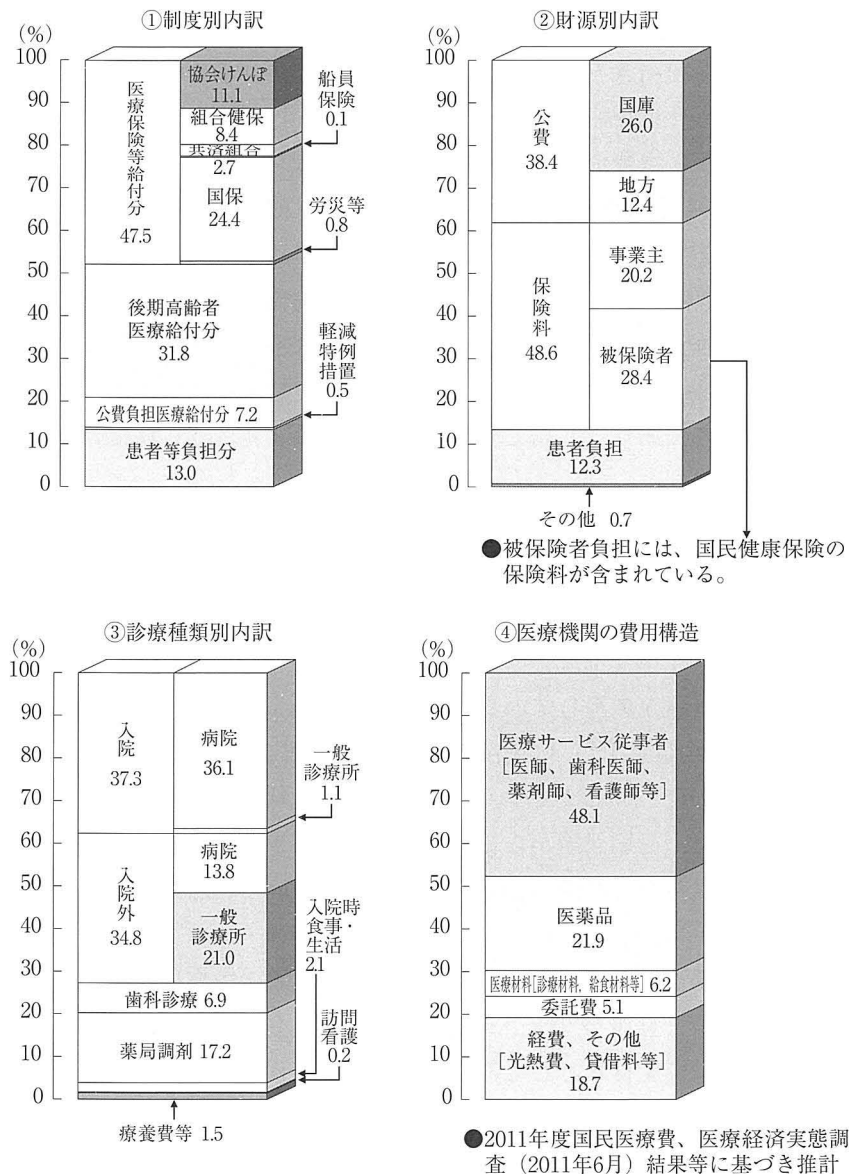 ①制度別内訳
(%)
100
90
80
70
60
50
40
30
20
10
0
医療保険等給付分
47.5
協会けんぽ
11.1
組合健保
8.4
共済組合
2.7
国保
24.4
後期高齢者
医療給付分
31.8
公費負担医療給付分 7.2
患者等負担分
13.0
船員
保険
0.1
労災等
0.8
軽減
特例
措置
0.5
②財源別内訳
(%)
100
90
80
70
60
50
40
30
20
10
0
公費
38.4
国庫
26.0
地方
12.4
保険料
48.6
事業主
20.2
被保険者
28.4
患者負担
12.3
その他 0.7
●被保険者負担には、国民健康保険の
保険料が含まれている。
③診療種類別内訳
(%)
100
90
80
70
60
50
40
30
20
10
0
入院
37.3
病院
36.1
一般
診療所
1.1
入院外
34.8
病院
13.8
一般
診療所
21.0
歯科診療 6.9
薬局調剤 17.2
入院時
食事・
生活
2.1
訪問
看護
0.2
療養費等 1.5
④医療機関の費用構造
(%)
100
90
80
70
60
50
40
30
20
10
0
医療サービス従事者
[医師、歯科医師、
薬剤師、看護師等]
48.1
医薬品
21.9
医療材料[診療材料，給食材料等] 6.2
委託費 5.1
経費、その他
[光熱費、賃借料等]
18.7
●2011年度国民医療費、医療経済実態調
査（2011年6月）結果等に基づき推計